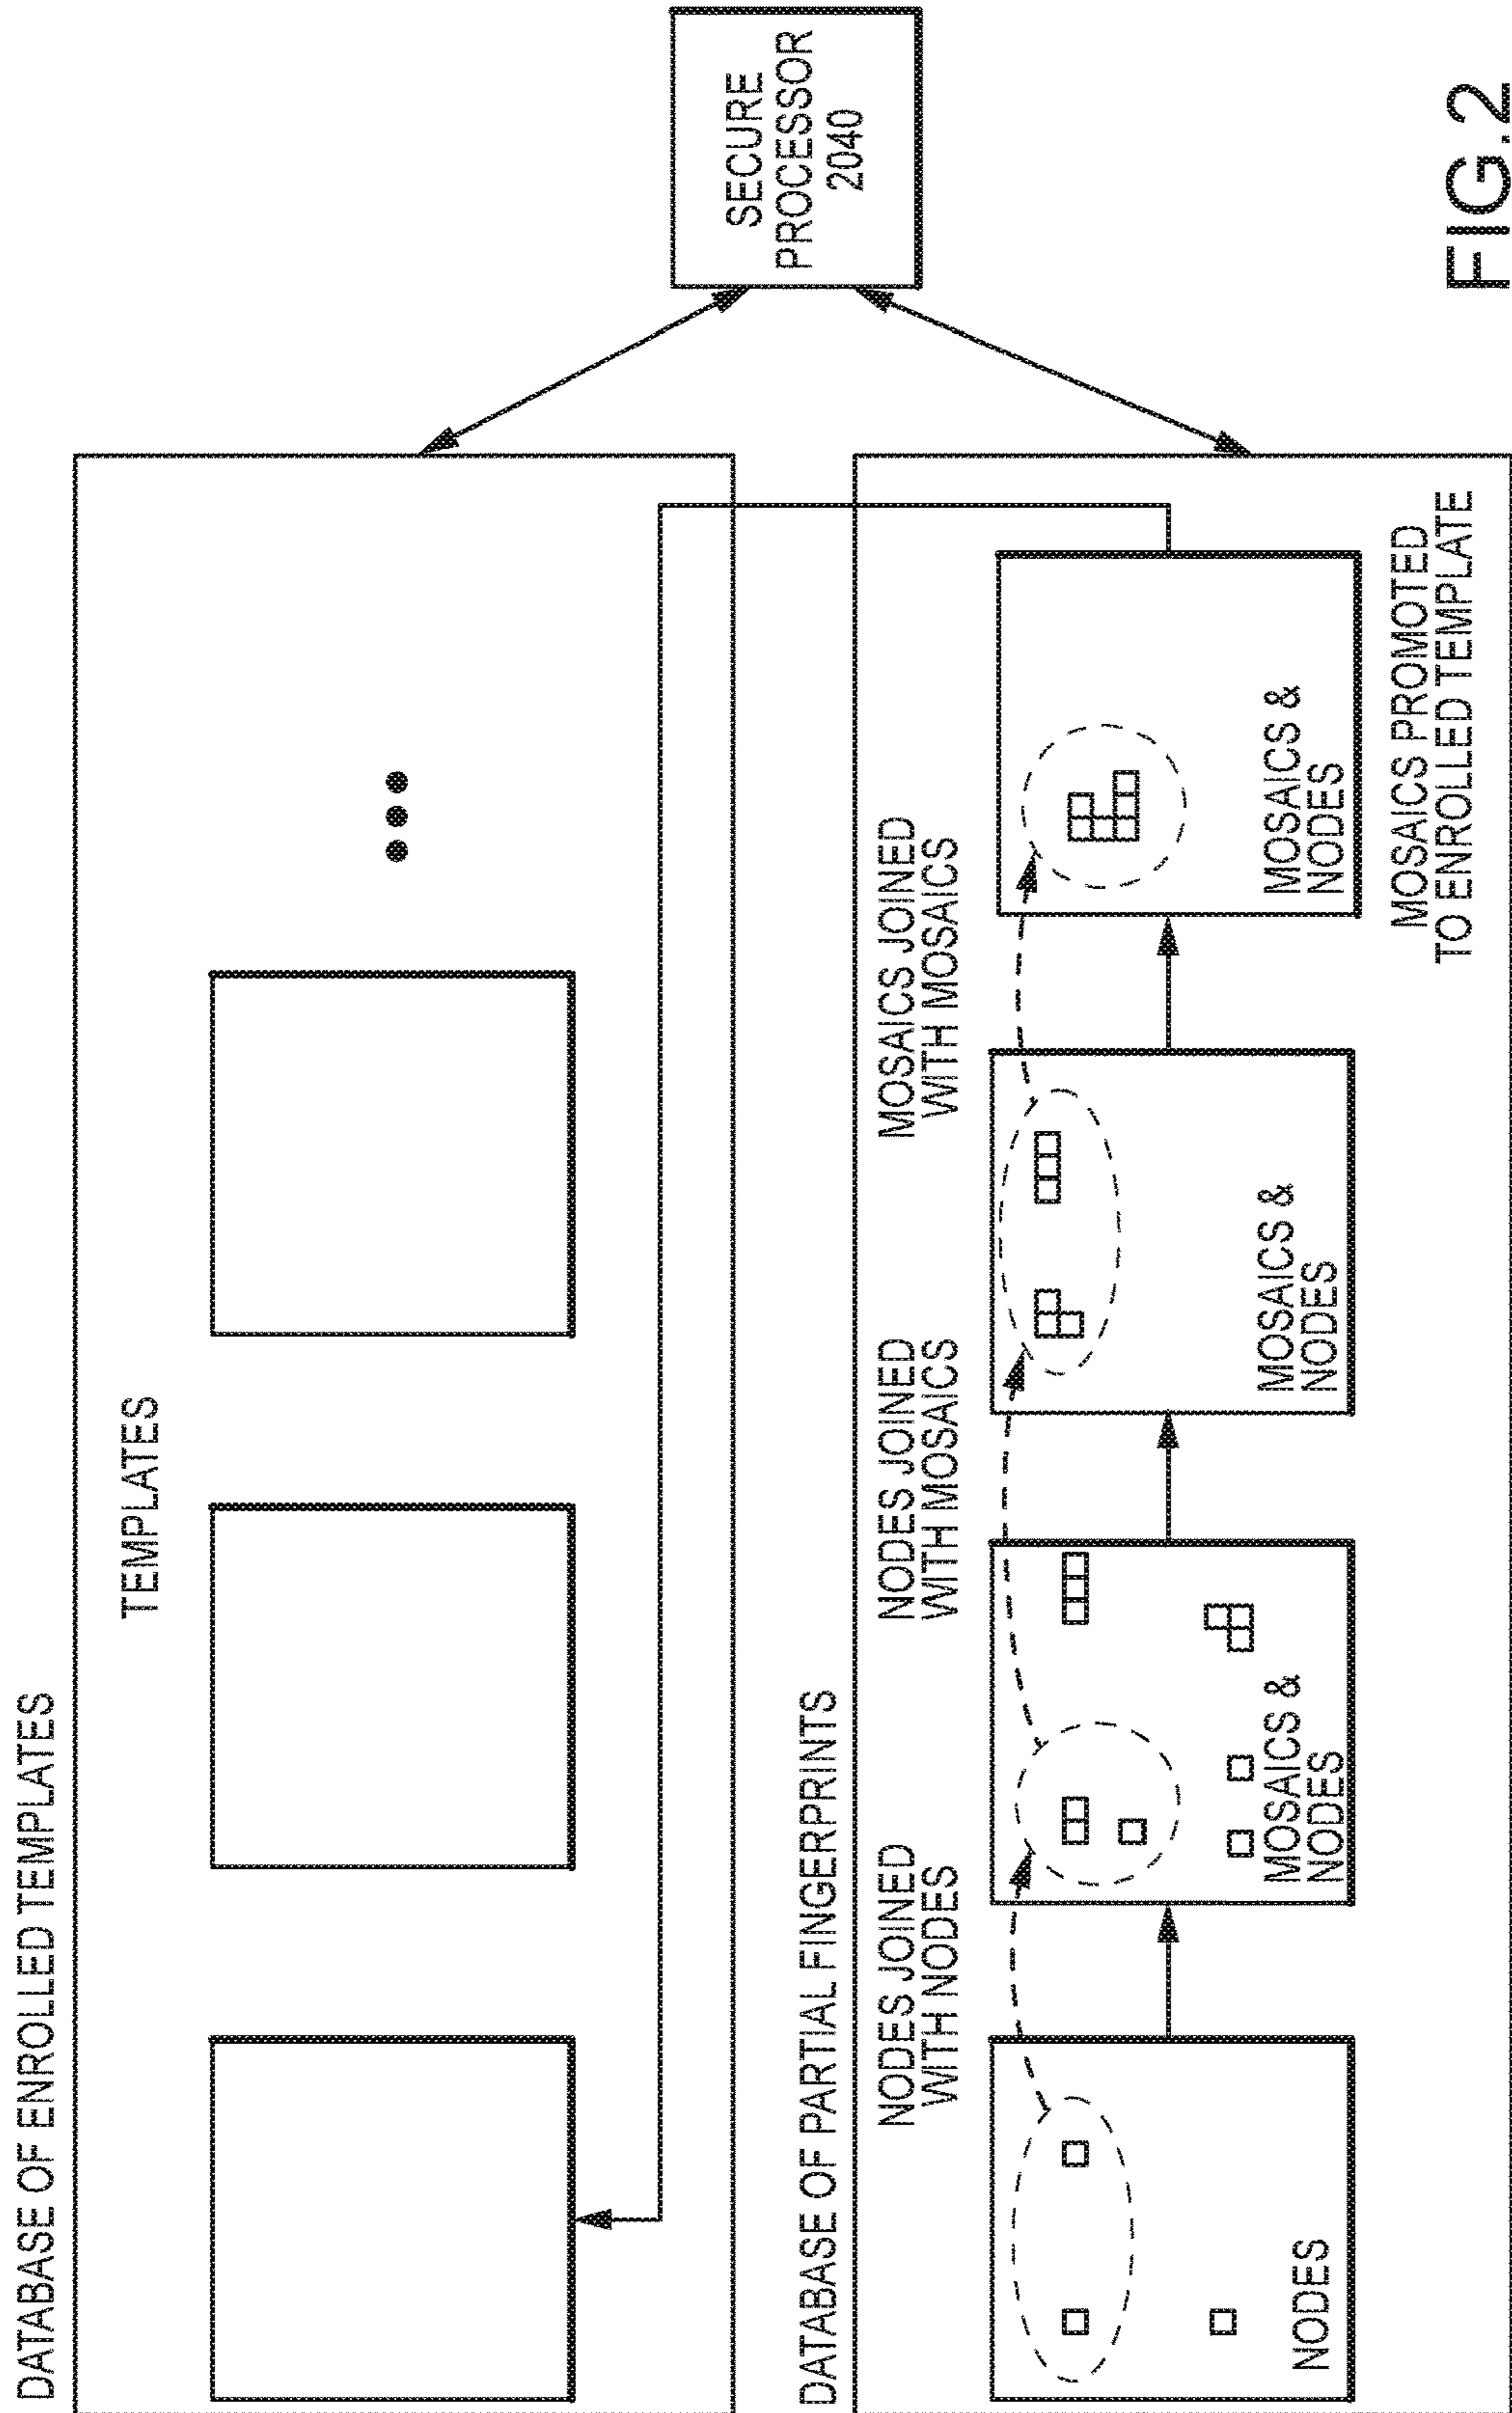 DATABASE OF ENROLLED TEMPLATES
TEMPLATES
DATABASE OF PARTIAL FINGERPRINTS
NODES JOINED
WITH NODES
NODES JOINED
WITH MOSAICS
MOSAICS JOINED
WITH MOSAICS
NODES
MOSAICS &
NODES
MOSAICS &
NODES
MOSAICS &
NODES
MOSAICS PROMOTED
TO ENROLLED TEMPLATE
SECURE
PROCESSOR
2040
FIG.2